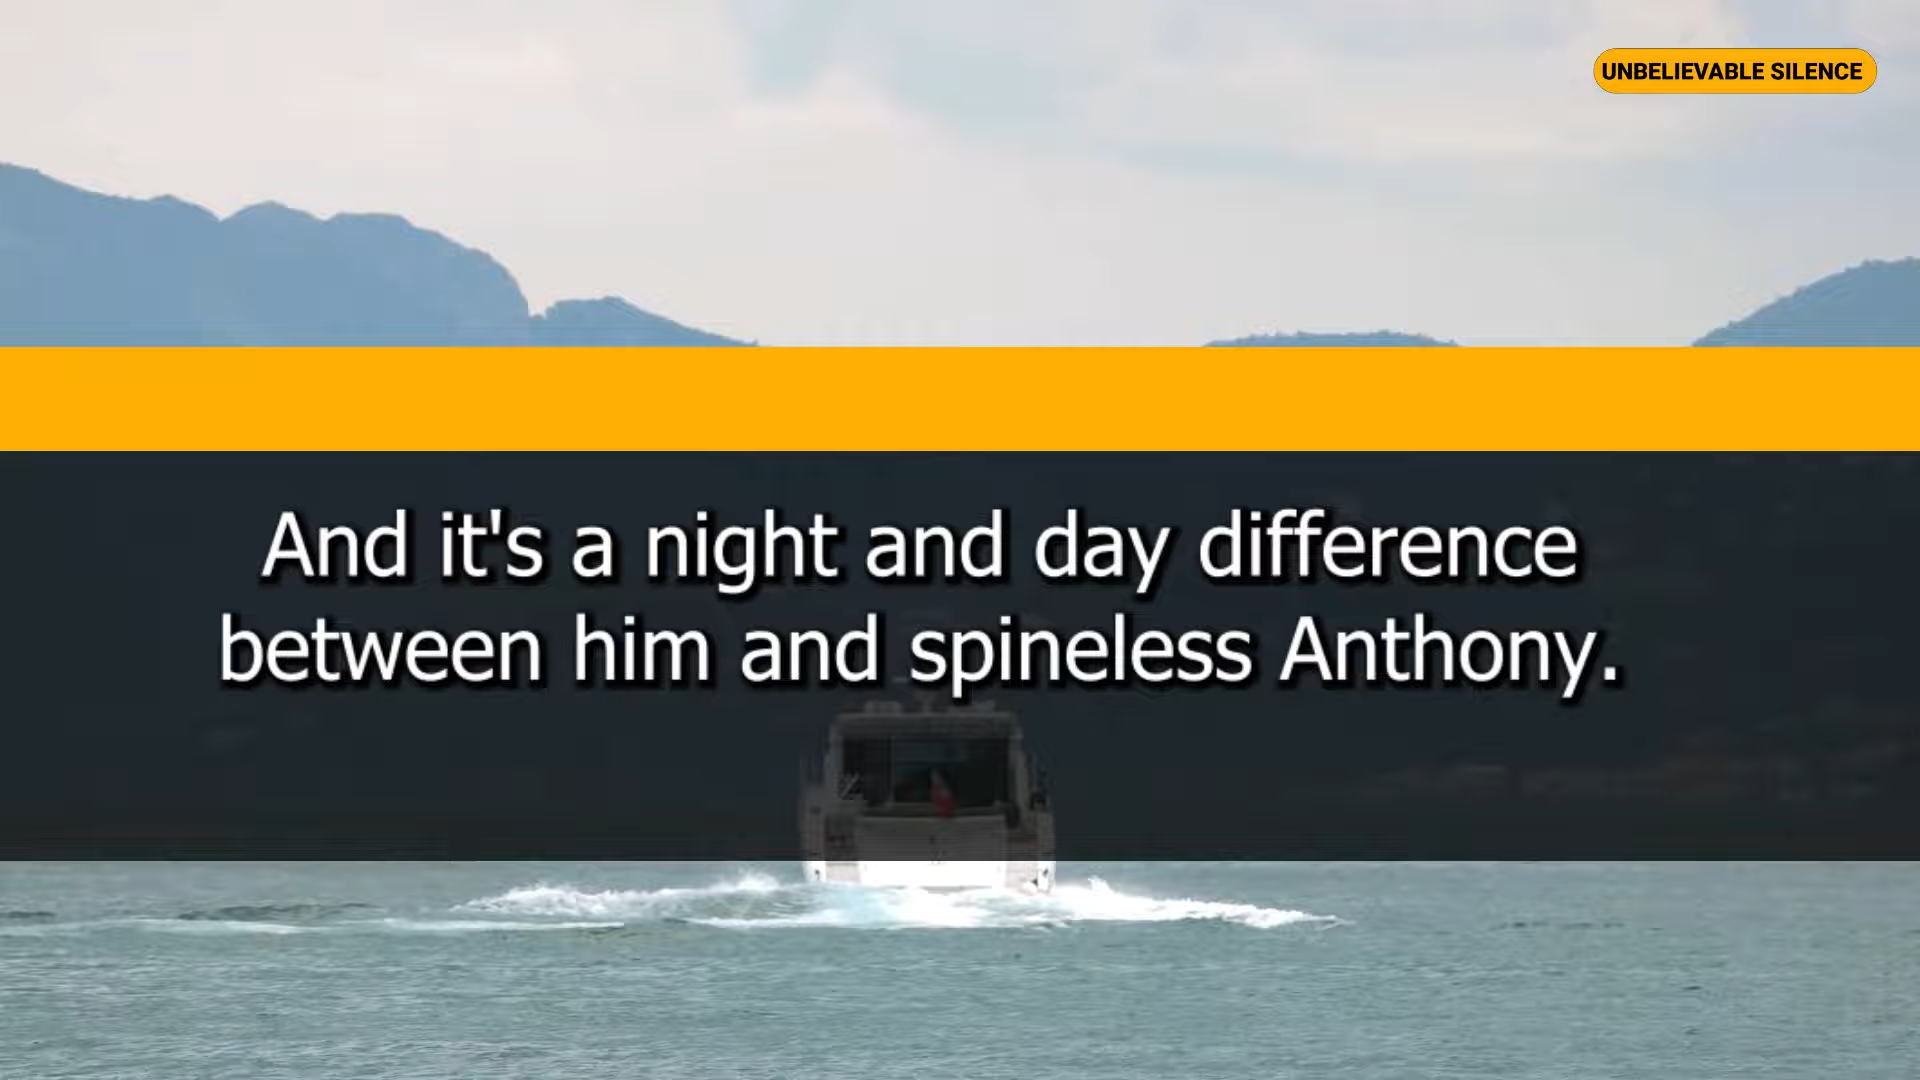 UNBELIEVABLE SILENCE
And it's a night and day difference
between him and spineless Anthony.